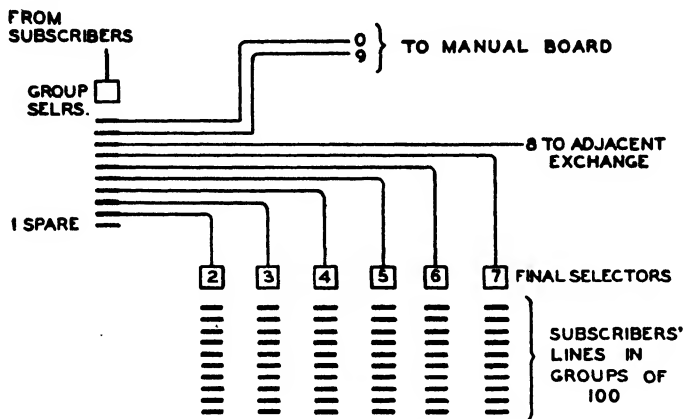 FROM
SUBSCRIBERS
0
9
TO MANUAL BOARD
GROUP
SELRS.
8 TO ADJACENT
EXCHANGE
1 SPARE
2 3 4 5 6 7 FINAL SELECTORS
SUBSCRIBERS'
LINES IN
GROUPS OF
100